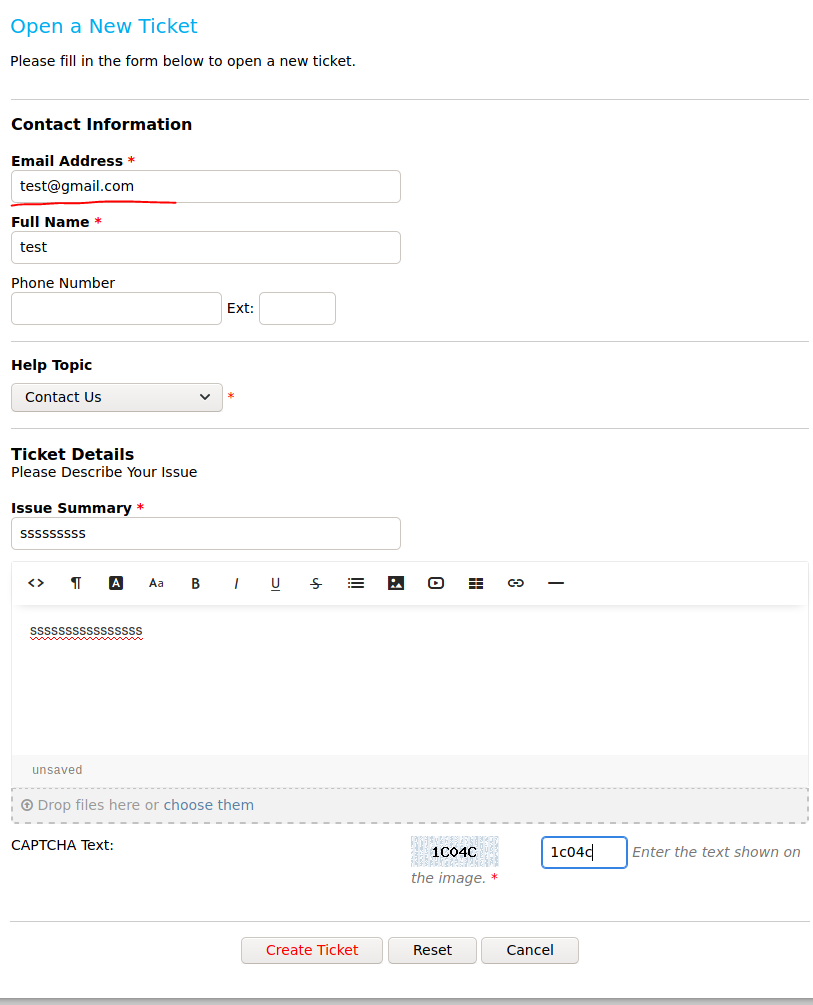 Open a New Ticket
Please fill in the form below to open a new ticket.
Contact Information
Email Address *
test@gmail.com
Full Name *
test
Phone Number
Ext:
Help Topic
Contact Us *
Ticket Details
Please Describe Your Issue
Issue Summary *
sssssssss
<> ¶ A Aa B I U S
ssssssssssssssss
unsaved
Drop files here or choose them
CAPTCHA Text: 1C04C 1c04c Enter the text shown on
the image. *
Create Ticket Reset Cancel